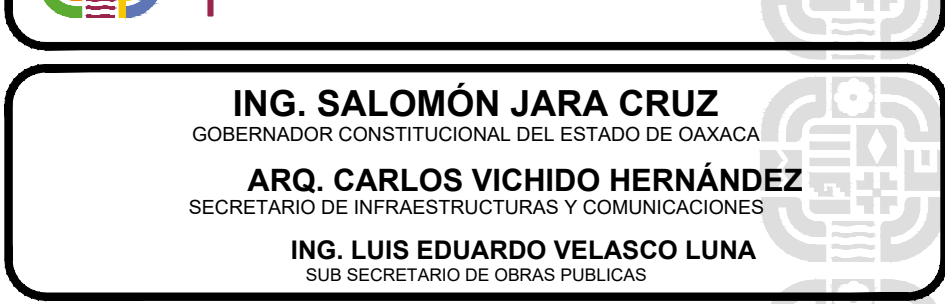 ING. SALOMÓN JARA CRUZ
GOBERNADOR CONSTITUCIONAL DEL ESTADO DE OAXACA
ARQ. CARLOS VICHIDO HERNÁNDEZ
SECRETARIO DE INFRAESTRUCTURAS Y COMUNICACIONES
ING. LUIS EDUARDO VELASCO LUNA
SUB SECRETARIO DE OBRAS PUBLICAS